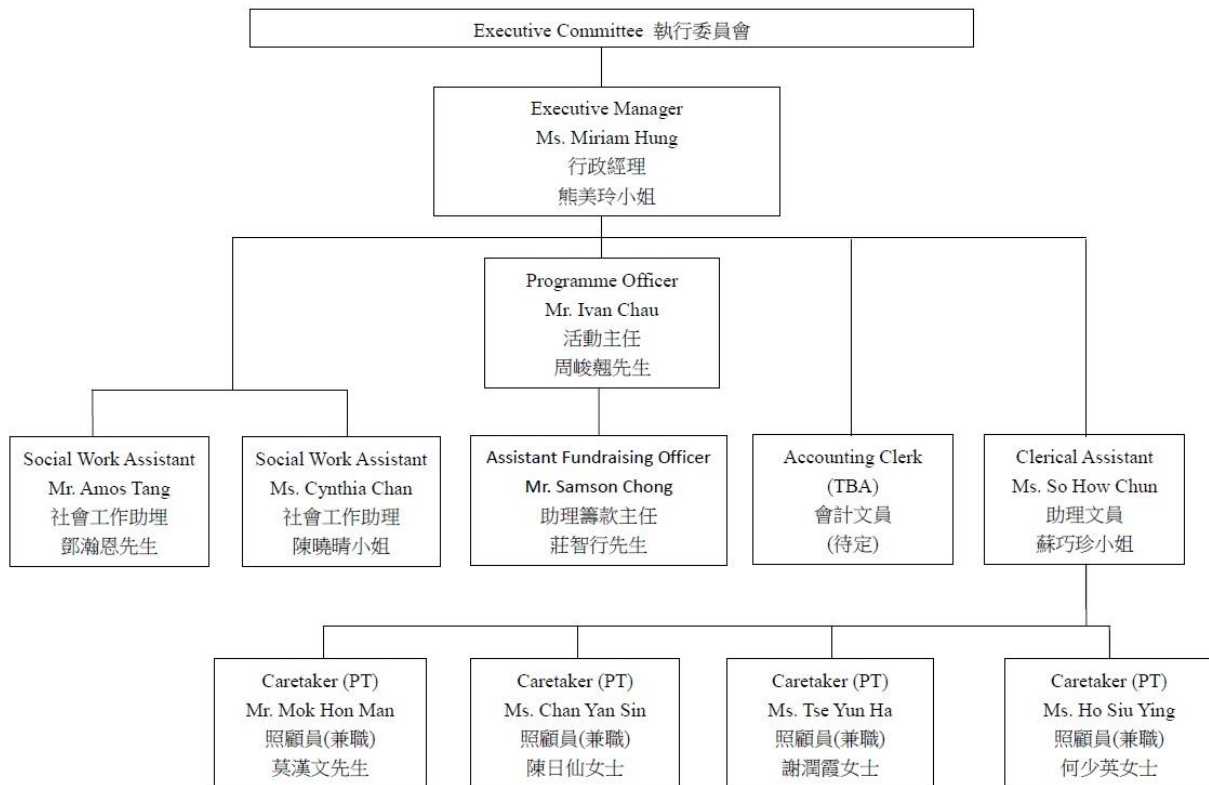 Executive Committee 執行委員會
Executive Manager
Ms. Miriam Hung
行政經理
熊美玲小姐
Programme Officer
Mr. Ivan Chau
活動主任
周峻翹先生
Social Work Assistant
Mr. Amos Tang
社會工作助埋
鄧瀚恩先生
Social Work Assistant
Ms. Cynthia Chan
社會工作助理
陳曉晴小姐
Assistant Fundraising Officer
Mr. Samson Chong
助理籌款主任
莊智行先生
Accounting Clerk
(TBA)
會計文員
(待定)
Clerical Assistant
Ms. So How Chun
助理文員
蘇巧珍小姐
Caretaker (PT)
Mr. Mok Hon Man
照顧員(兼職)
莫漢文先生
Caretaker (PT)
Ms. Chan Yan Sin
照顧員(兼職)
陳日仙女士
Caretaker (PT)
Ms. Tse Yun Ha
照顧員(兼職)
謝潤霞女士
Caretaker (PT)
Ms. Ho Siu Ying
照顧員(兼職)
何少英女士